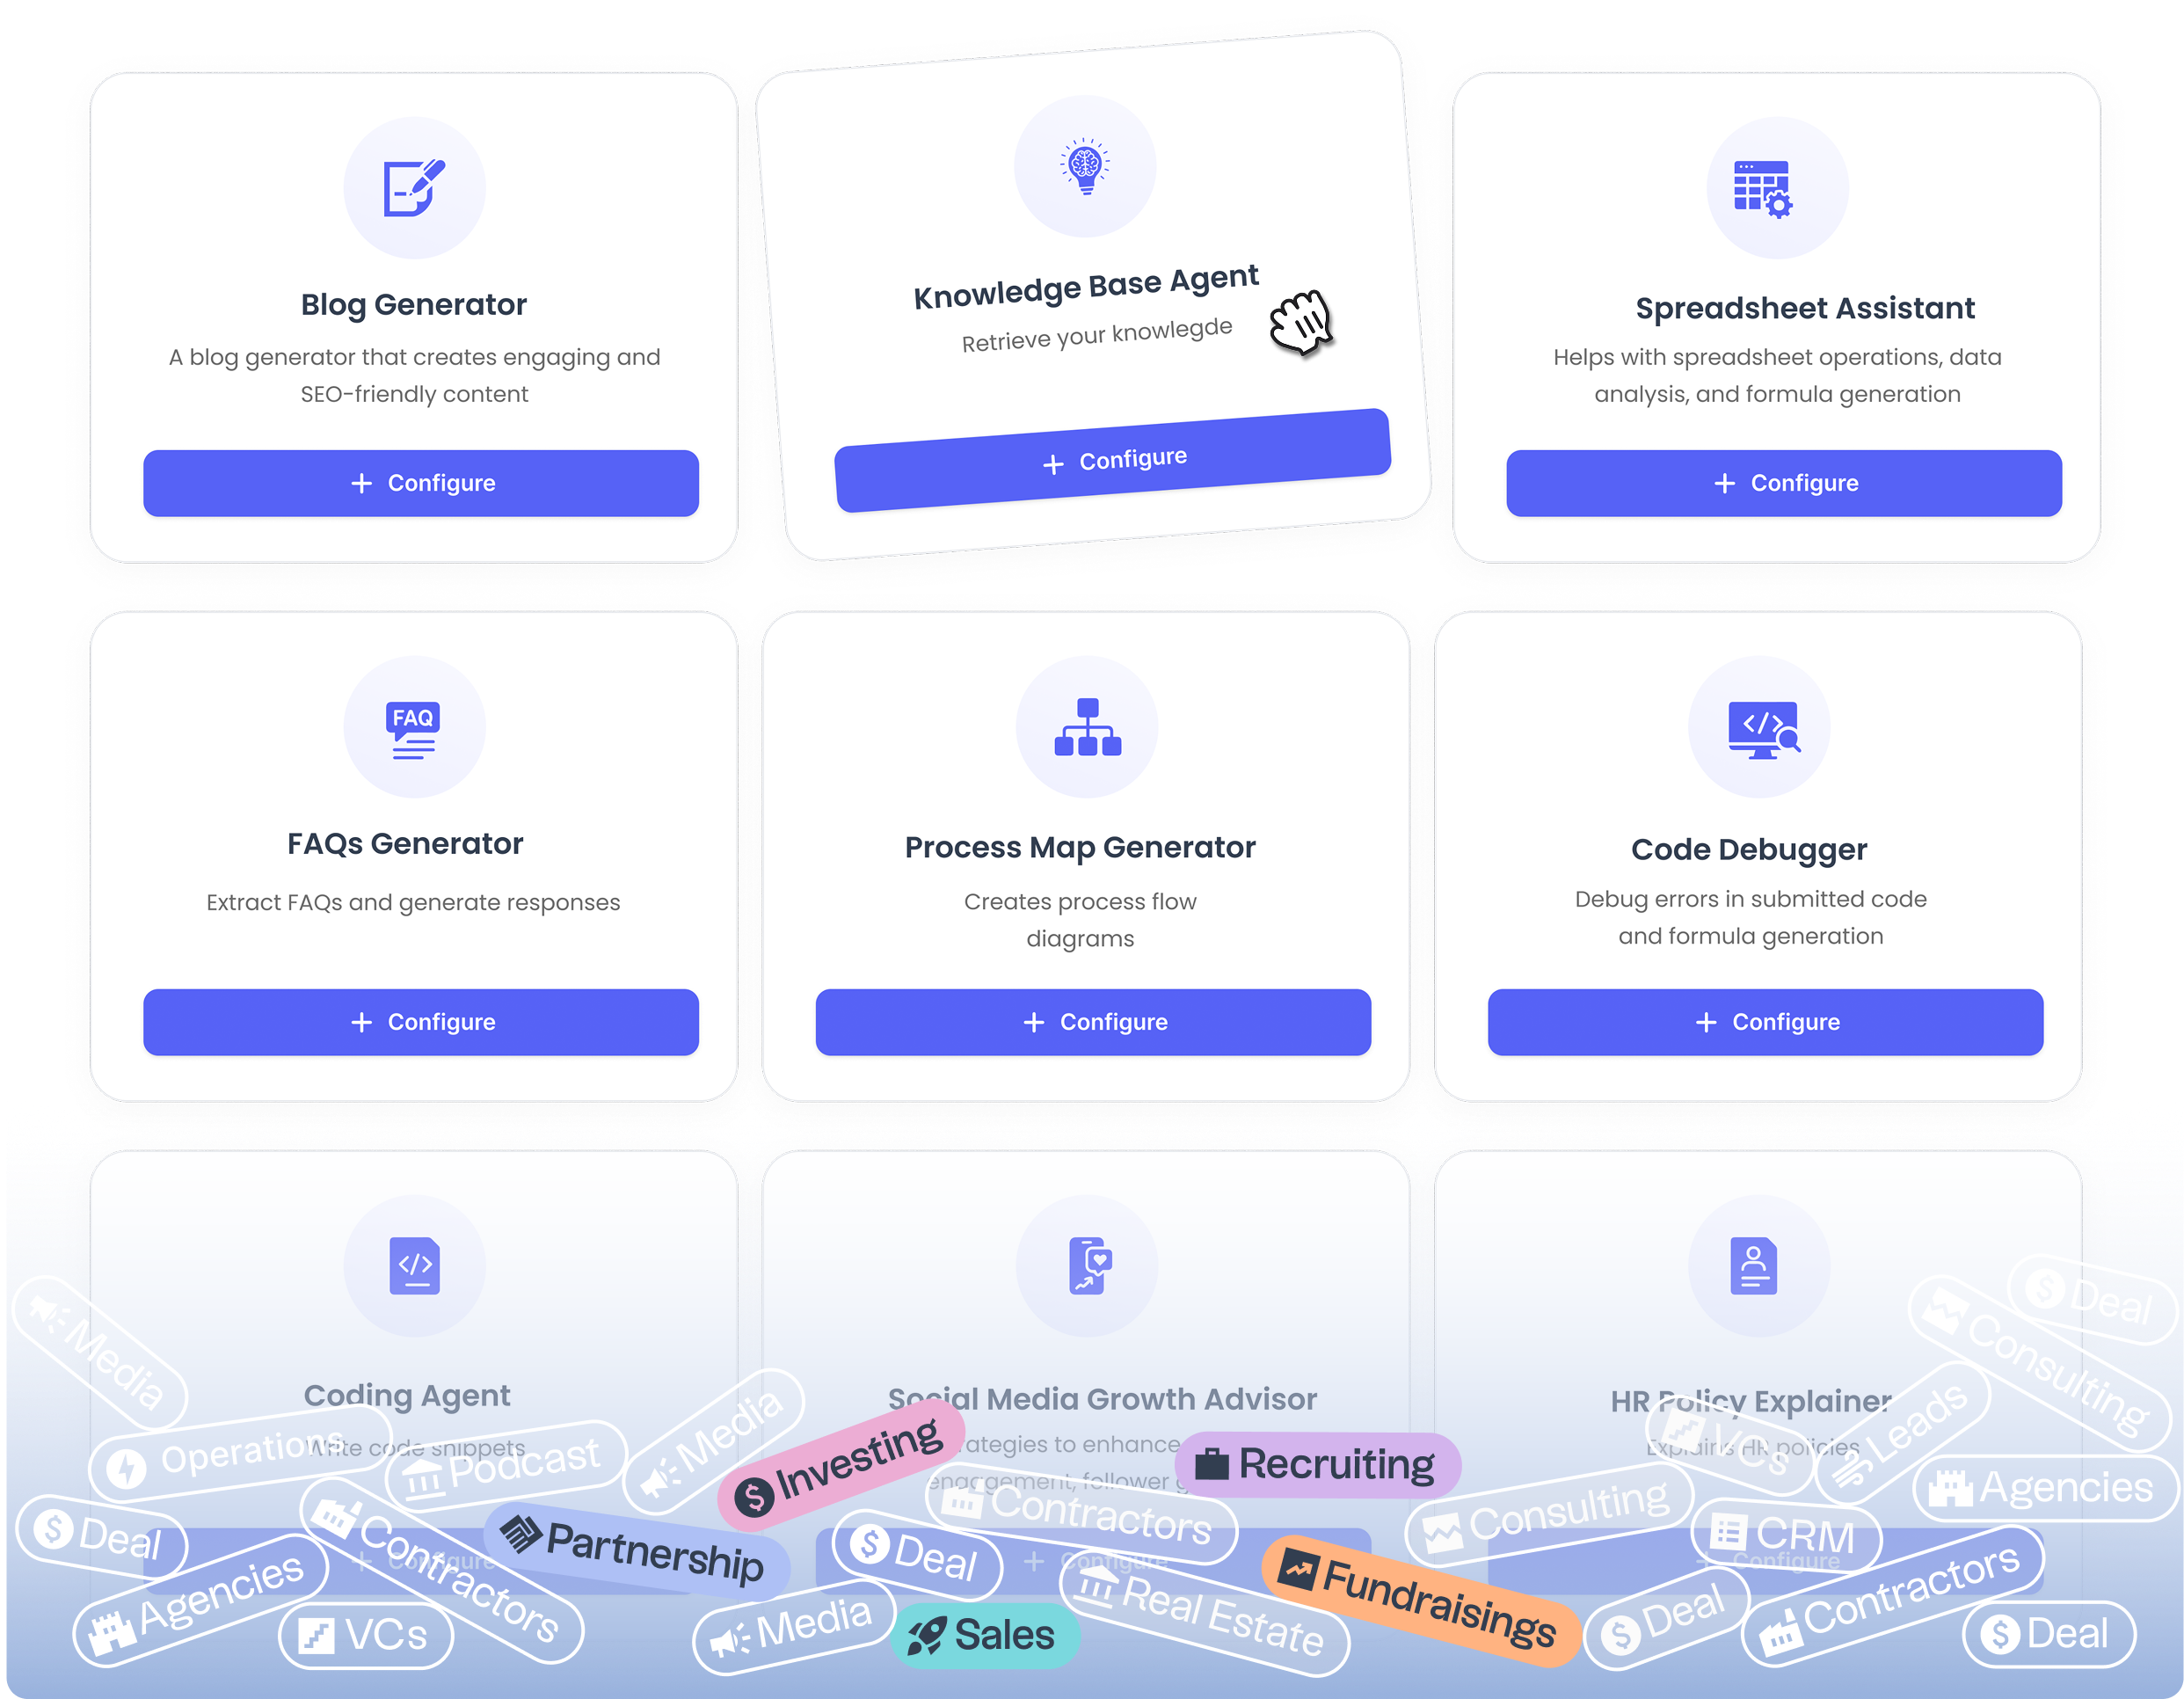 Blog Generator
A blog generator that creates engaging and
SEO-friendly content
+ Configure
Knowledge Base Agent
Retrieve your knowlegde
+ Configure
Spreadsheet Assistant
Helps with spreadsheet operations, data
analysis, and formula generation
+ Configure
FAQ
FAQs Generator
Extract FAQs and generate responses
+ Configure
Process Map Generator
Creates process flow
diagrams
+ Configure
Code Debugger
Debug errors in submitted code
and formula generation
+ Configure
Coding Agent
Write code snippets
+ Configure
Social Media Growth Advisor
to enhance
engagement, follower
+ Configure
HR Policy Explainer
Explains HR policies
+ Configure
Media
Operations
Podcast
Media
Investing
Recruiting
VCs
Leads
Consulting
Deal
Deal
Contractors
Partnership
Deal
Contractors
Consulting
CRM
Agencies
Agencies
VCs
Media
Sales
Real Estate
Fundraisings
Deal
Contractors
Deal